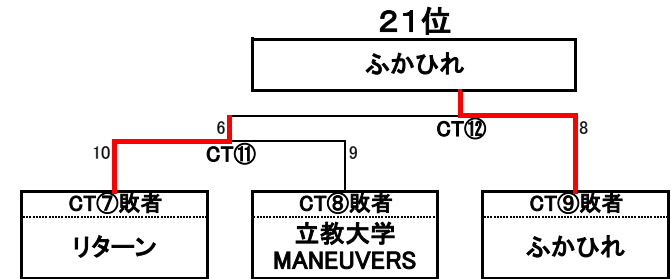 21位
ふかひれ
6
CT⑫
8
10
CT⑪
9
CT⑦敗者
CT⑧敗者
CT⑨敗者
リターン
立教大学
MANEUVERS
ふかひれ